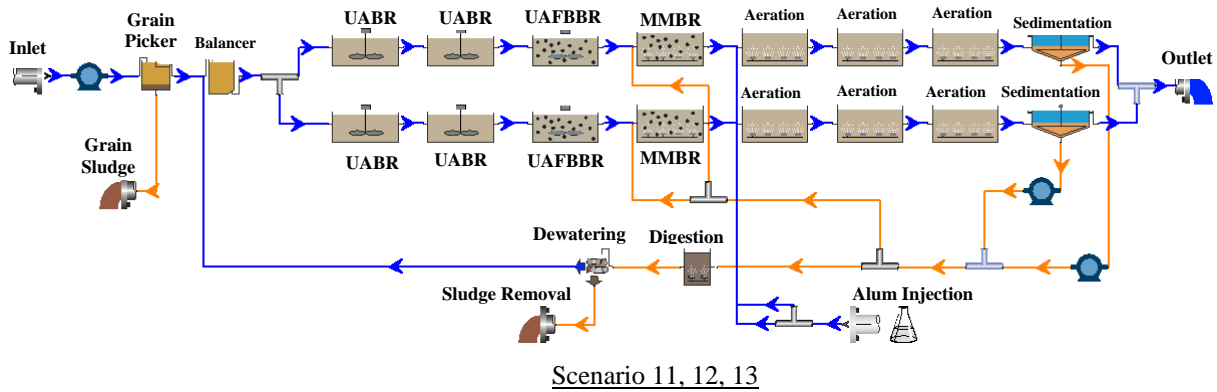 Inlet
Grain
Picker
Balancer
UABR
UABR
UAFBBR
MMBR
Aeration
Aeration
Aeration
Sedimentation
Outlet
Grain
Sludge
UABR
UABR
UAFBBR
MMBR
Aeration
Aeration
Aeration
Sedimentation
Dewatering
Digestion
Sludge Removal
Alum Injection
Scenario 11, 12, 13